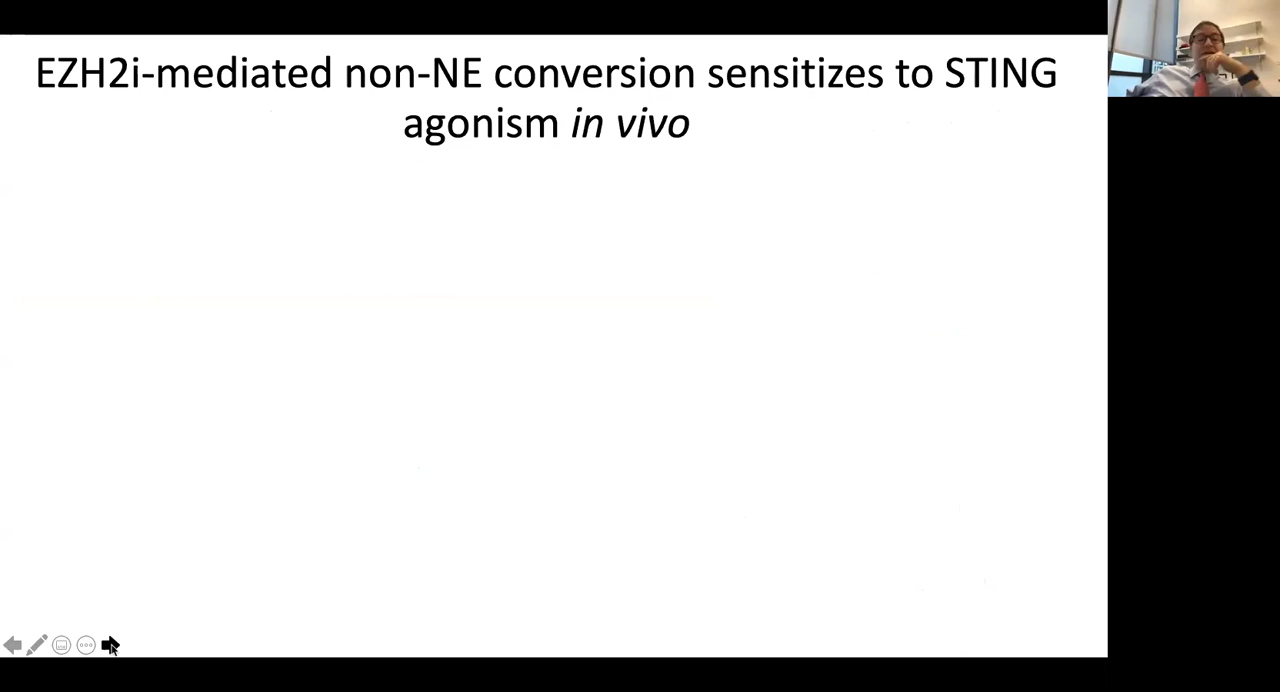 EZH2i-mediated non-NE conversion sensitizes to STING
agonism in vivo